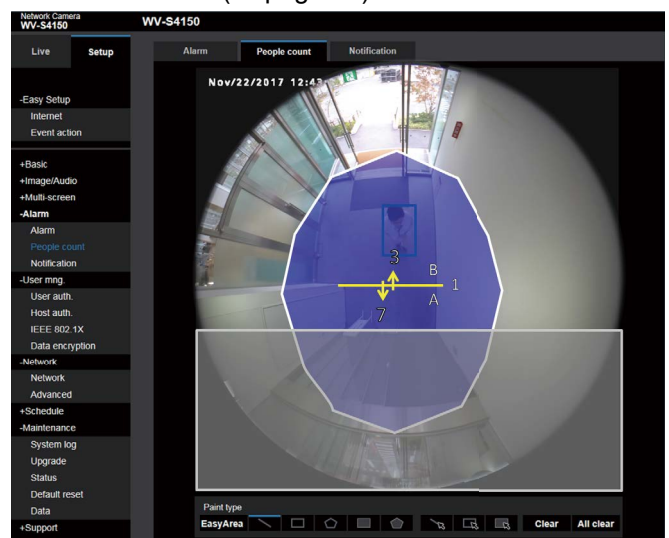 Network Camera
WV-S4150
WV-S4150
Live
Setup
Alarm
People count
Notification
Nov/22/2017 12:43
-Easy Setup
Internet
Event action
+Basic
+Image/Audio
+Multi-screen
-Alarm
Alarm
People count
Notification
-User mng.
User auth.
Host auth.
IEEE 802.1X
Data encryption
-Network
Network
Advanced
+Schedule
-Maintenance
System log
Upgrade
Status
Default reset
Data
+Support
3
B
1
A
7
Paint type
EasyArea
Clear
All clear